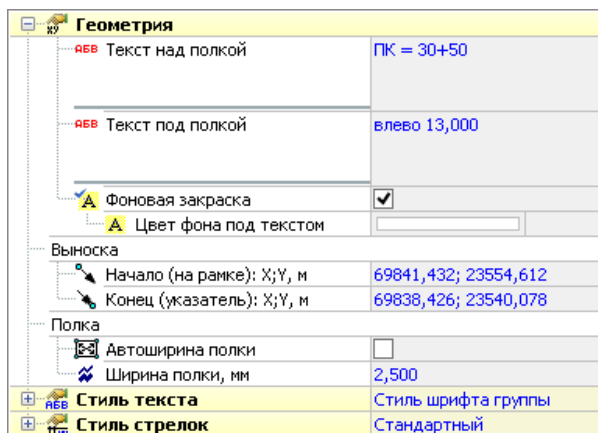 Геометрия
АБВ Текст над полкой ПК = 30+50
АБВ Текст под полкой влево 13,000
A Фоновая закраска
A Цвет фона под текстом
Выноска
Начало (на рамке): X;Y, м 69841,432; 23554,612
Конец (указатель): X;Y, м 69838,426; 23540,078
Полка
Автоширина полки
Ширина полки, мм 2,500
АБВ Стиль текста Стиль шрифта группы
Стиль стрелок Стандартный